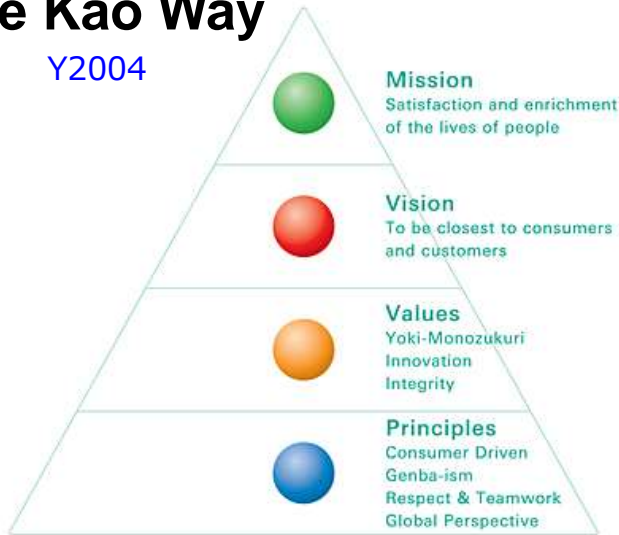 e Kao Way
Y2004
Mission
Satisfaction and enrichment
of the lives of people
Vision
To be closest to consumers
and customers
Values
Yoki-Monozukuri
Innovation
Integrity
Principles
Consumer Driven
Genba-ism
Respect & Teamwork
Global Perspective